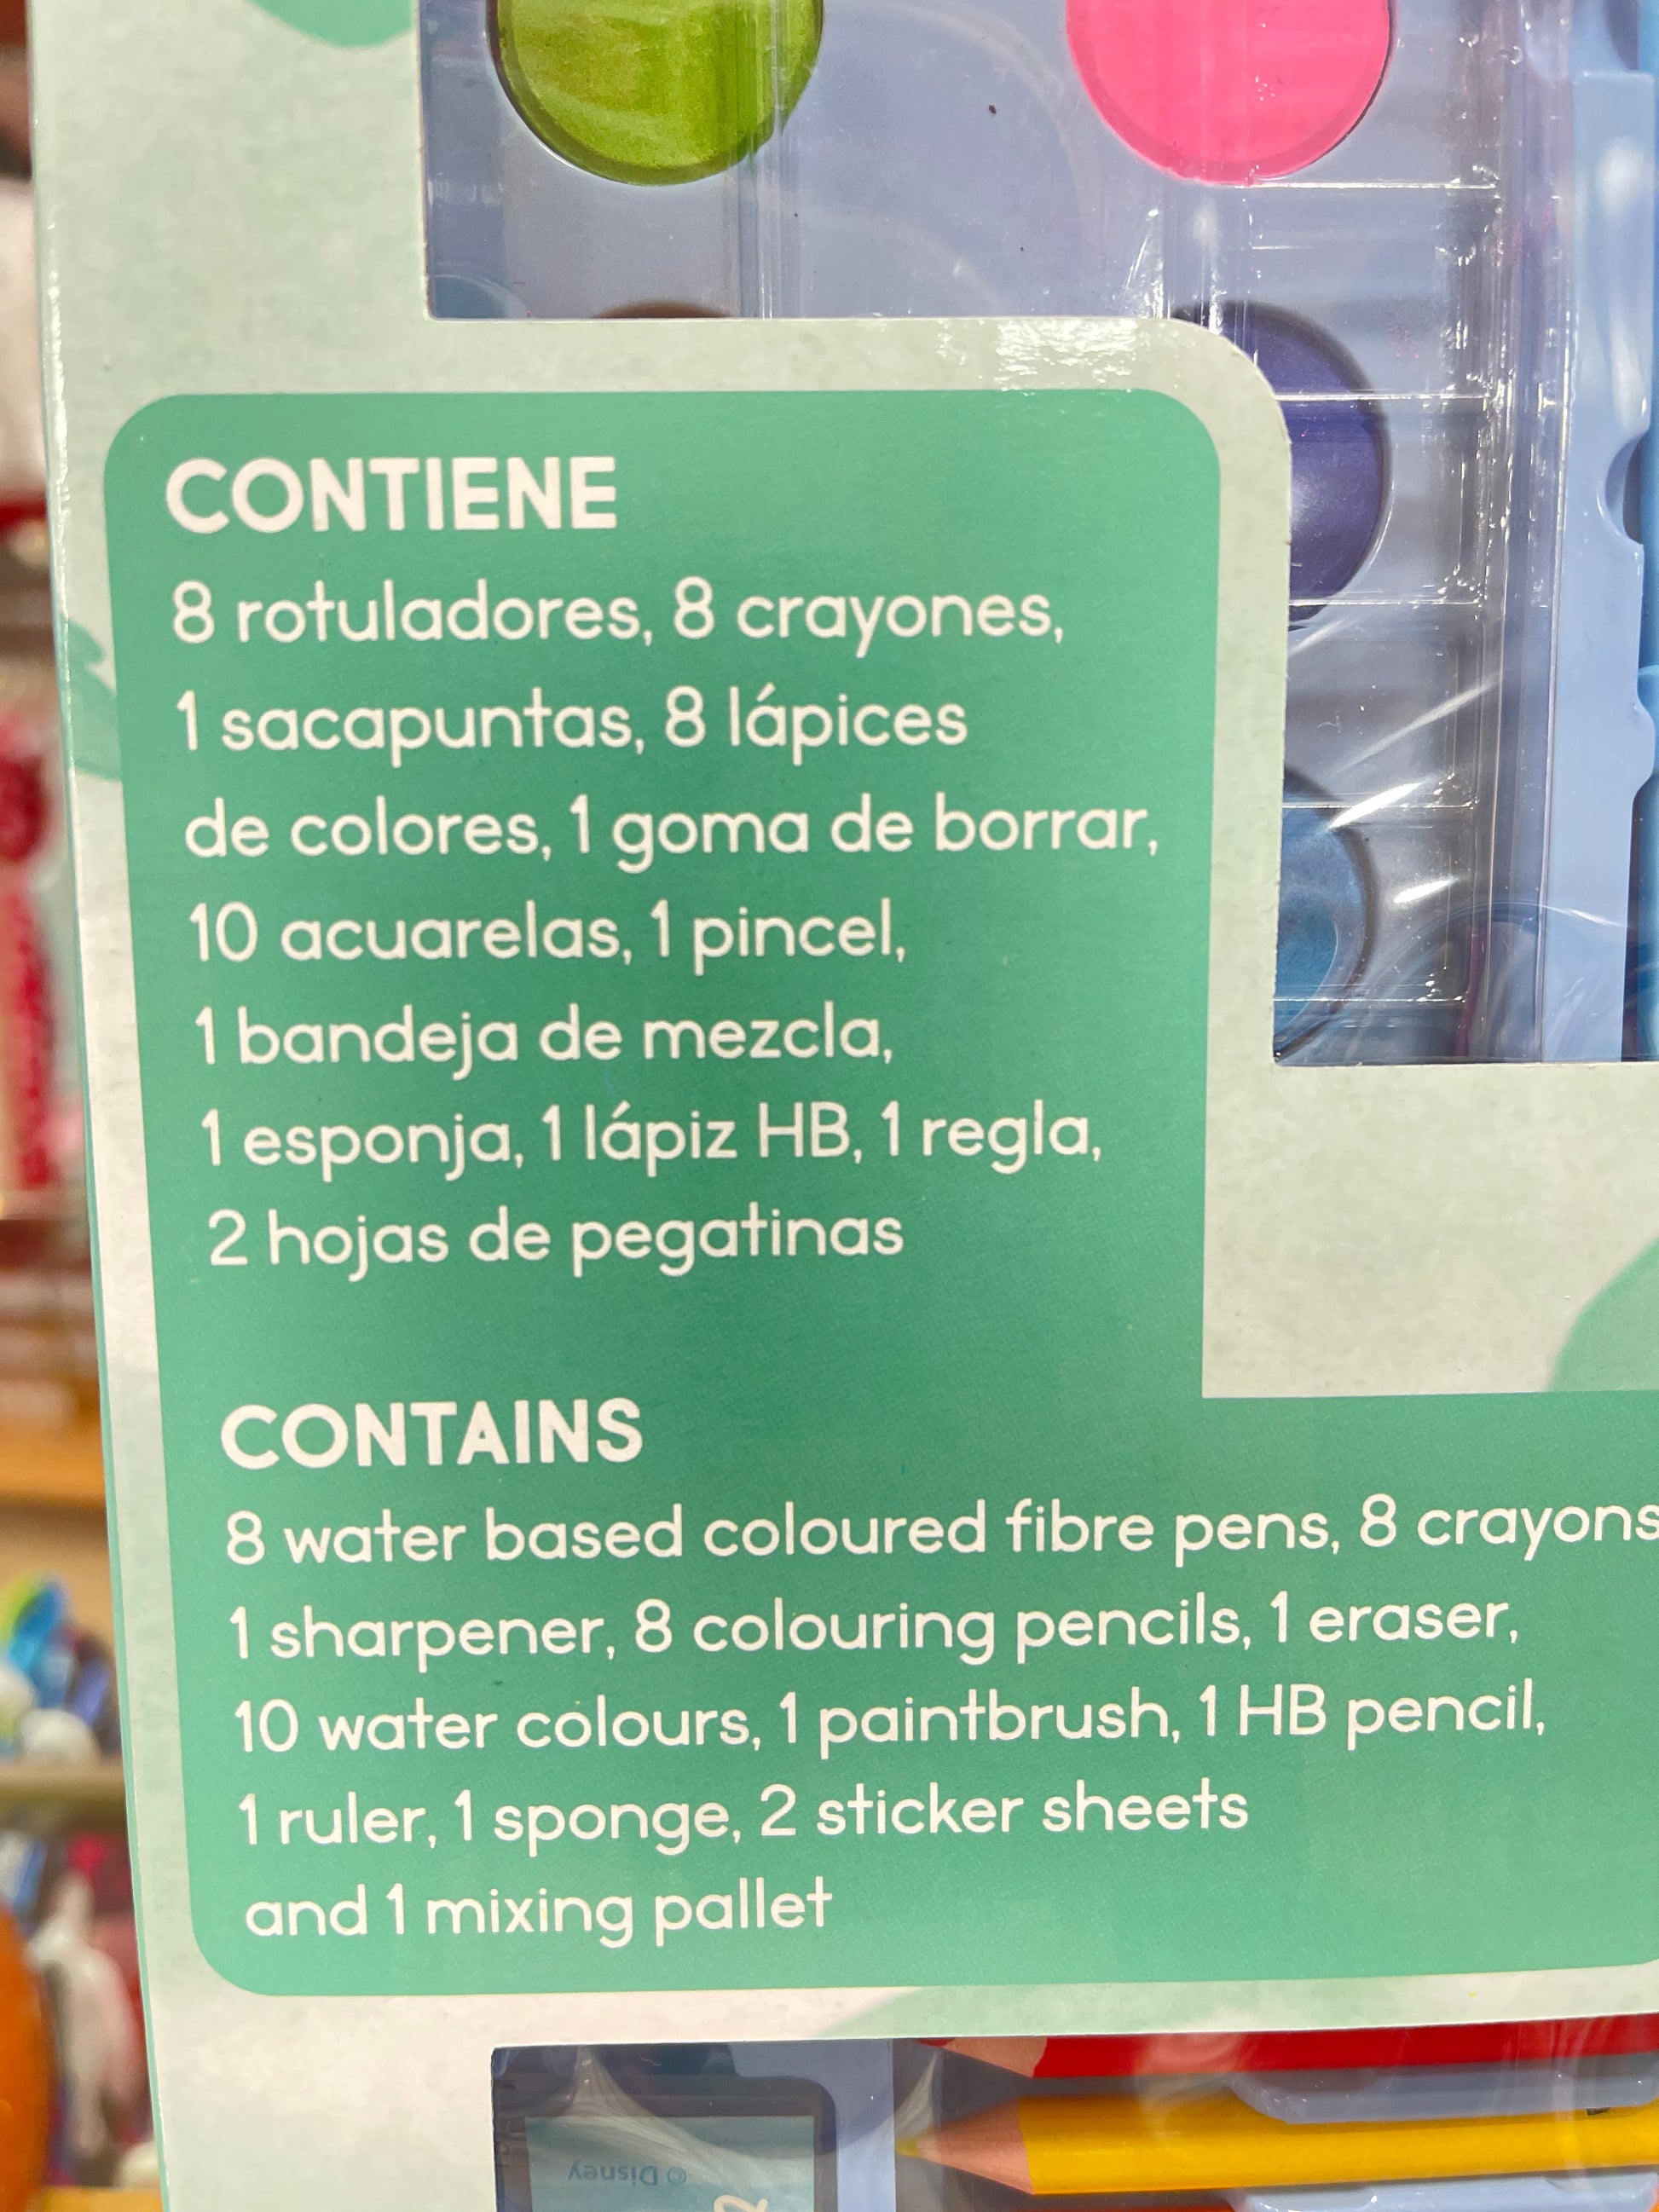 CONTIENE
8 rotuladores, 8 crayones,
1 sacapuntas, 8 lápices
de colores, 1 goma de borrar,
10 acuarelas, 1 pincel,
1 bandeja de mezcla,
1 esponja, 1 lápiz HB, 1 regla,
2 hojas de pegatinas
CONTAINS
8 water based coloured fibre pens, 8 crayons
1 sharpener, 8 colouring pencils, 1 eraser,
10 water colours, 1 paintbrush, 1 HB pencil,
1 ruler, 1 sponge, 2 sticker sheets
and 1 mixing pallet
© Disney